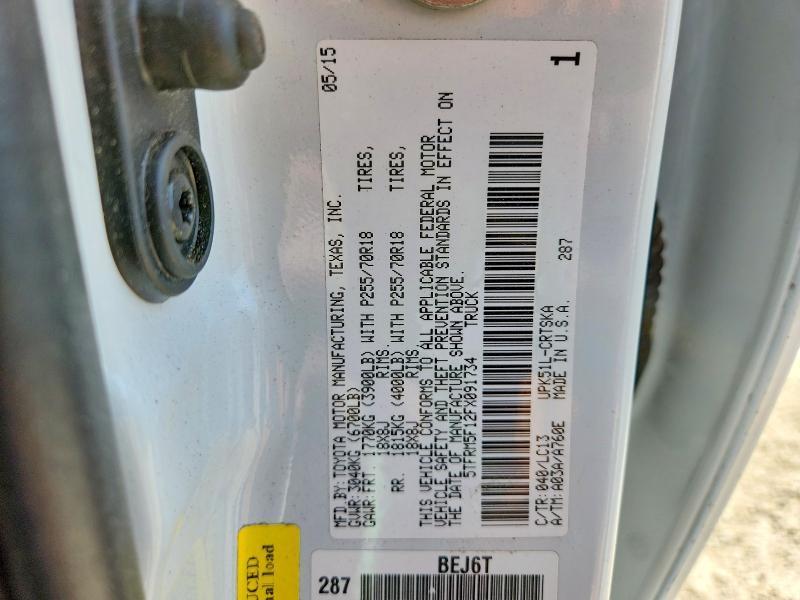 MFD.BY:TOYOTA MOTOR MANUFACTURING, TEXAS, INC. 05/15
GVWR:3040KG (6700LB)
GAWR:FRT. 1770KG (3900LB) WITH P255/70R18 TIRES,
18X8J RIMS.
RR. 1815KG (4000LB) WITH P255/70R18 TIRES,
18X8J RIMS.
THIS VEHICLE CONFORMS TO ALL APPLICABLE FEDERAL MOTOR
VEHICLE SAFETY AND THEFT PREVENTION STANDARDS IN EFFECT ON
THE DATE OF MANUFACTURE SHOWN ABOVE.
5TFRM5F12FX091734 TRUCK
C/TR:040/LC13 UPK51L-CRTSKA 287
A/TM:A03A/A760E MADE IN U.S.A. 1
BEJ6T
287
load